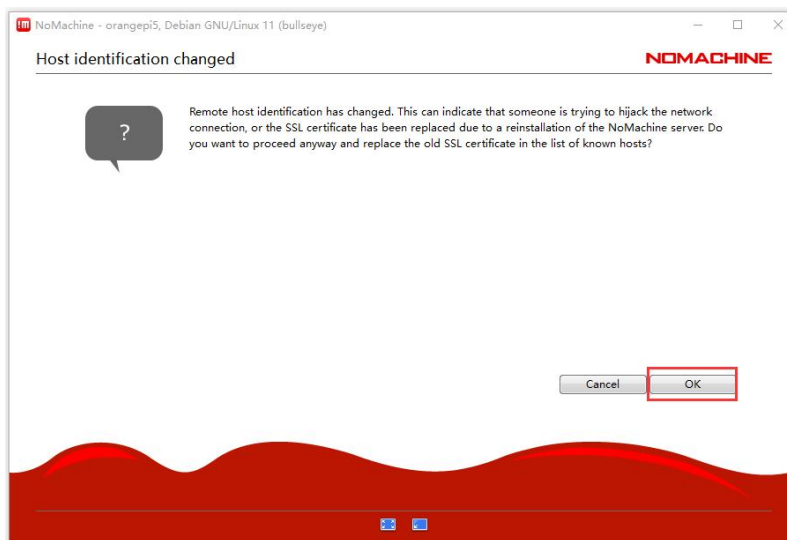 !m NoMachine - orangepi5, Debian GNU/Linux 11 (bullseye)
Host identification changed
NOMACHINE
?
Remote host identification has changed. This can indicate that someone is trying to hijack the network
connection, or the SSL certificate has been replaced due to a reinstallation of the NoMachine server. Do
you want to proceed anyway and replace the old SSL certificate in the list of known hosts?
Cancel
OK